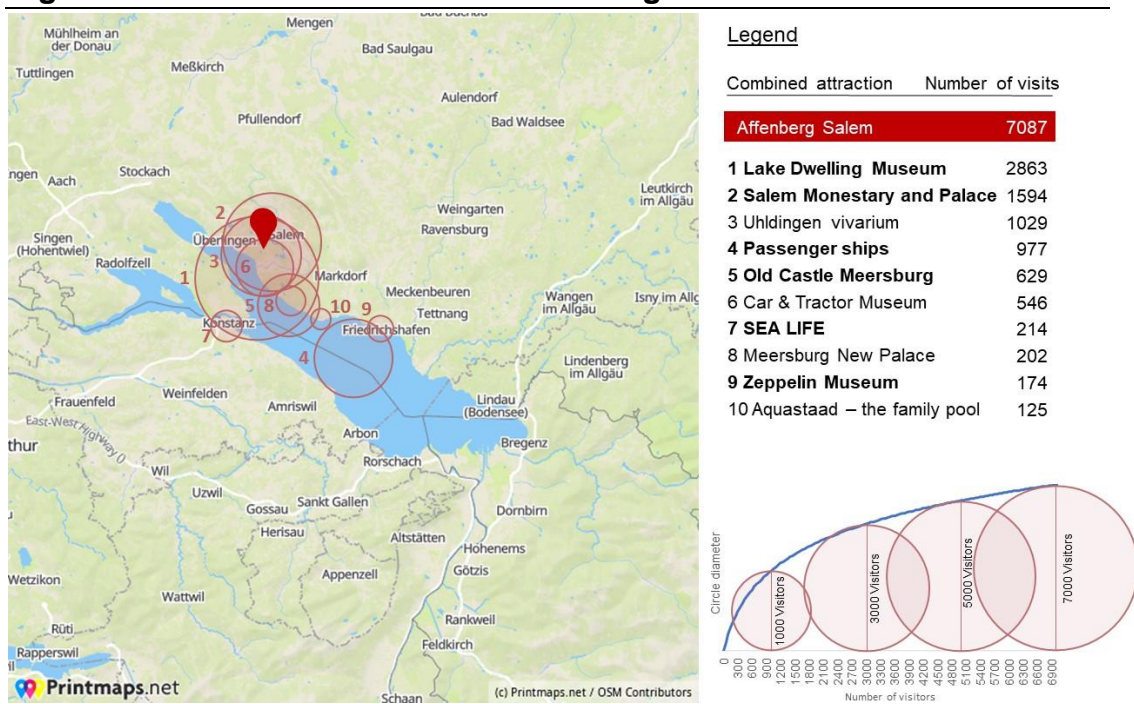 Mengen
Mühlheim an
der Donau
Bad Saulgau
Tuttlingen
Meßkirch
Aulendorf
Pfullendorf
Bad Waldsee
Stockach
Aach
Leutkirch
im Allgäu
2
Weingarten
Ravensburg
Singen
(Hohentwiel)
Überlingen
Salem
Radolfzell
3
6
1
Markdorf
Meckenbeuren
Wangen
im Allgäu
Tettnang
5
8
10
9
Konstanz
Friedrichshafen
7
4
Lindenberg
im Allgäu
Weinfelden
Frauenfeld
Amriswil
Lindau
(Bodensee)
East-West Highway
Arbon
Bregenz
thur
Rorschach
Wil
Uzwil
Gossau
Sankt Gallen
Dornbirn
Herisau
Altstätten
Hohenems
Götzis
Appenzell
Wetzikon
Wattwil
Rankweil
Feldkirch
Rüti
Rapperswil
Schaan
Printmaps.net
(c) Printmaps.net / OSM Contributors
Legend
Combined attraction Number of visits
Affenberg Salem 7087
1 Lake Dwelling Museum 2863
2 Salem Monestary and Palace 1594
3 Uhldingen vivarium 1029
4 Passenger ships 977
5 Old Castle Meersburg 629
6 Car & Tractor Museum 546
7 SEA LIFE 214
8 Meersburg New Palace 202
9 Zeppelin Museum 174
10 Aquastaad – the family pool 125
Circle diameter
1000 Visitors
3000 Visitors
5000 Visitors
7000 Visitors
0 300 600 900 1200 1500 1800 2100 2400 2700 3000 3300 3600 3900 4200 4500 4800 5100 5400 5700 6000 6300 6600 6900
Number of visitors